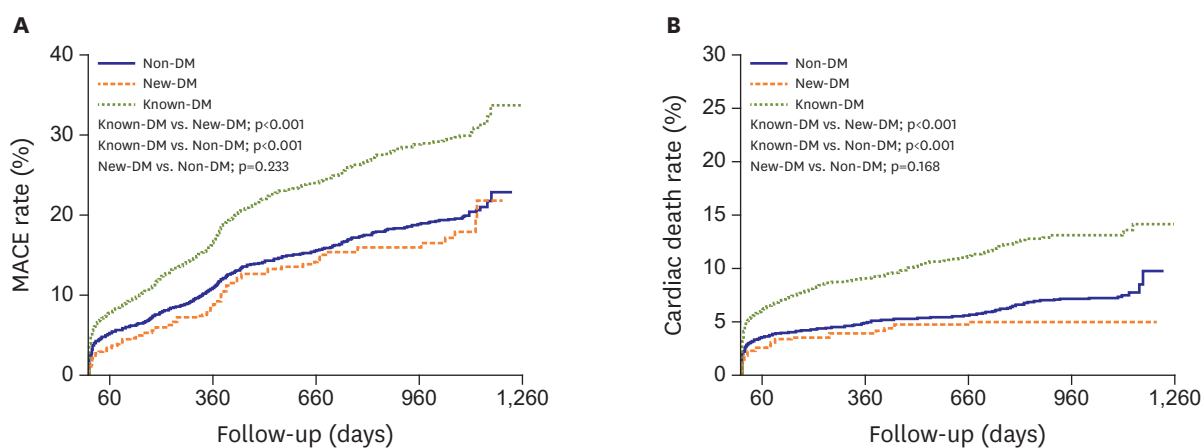 A
MACE rate (%)
40
30
20
10
0
Non-DM
New-DM
Known-DM
Known-DM vs. New-DM; p<0.001
Known-DM vs. Non-DM; p<0.001
New-DM vs. Non-DM; p=0.233
60 360 660 960 1,260
Follow-up (days)
B
Cardiac death rate (%)
30
25
20
15
10
5
0
Non-DM
New-DM
Known-DM
Known-DM vs. New-DM; p<0.001
Known-DM vs. Non-DM; p<0.001
New-DM vs. Non-DM; p=0.168
60 360 660 960 1,260
Follow-up (days)